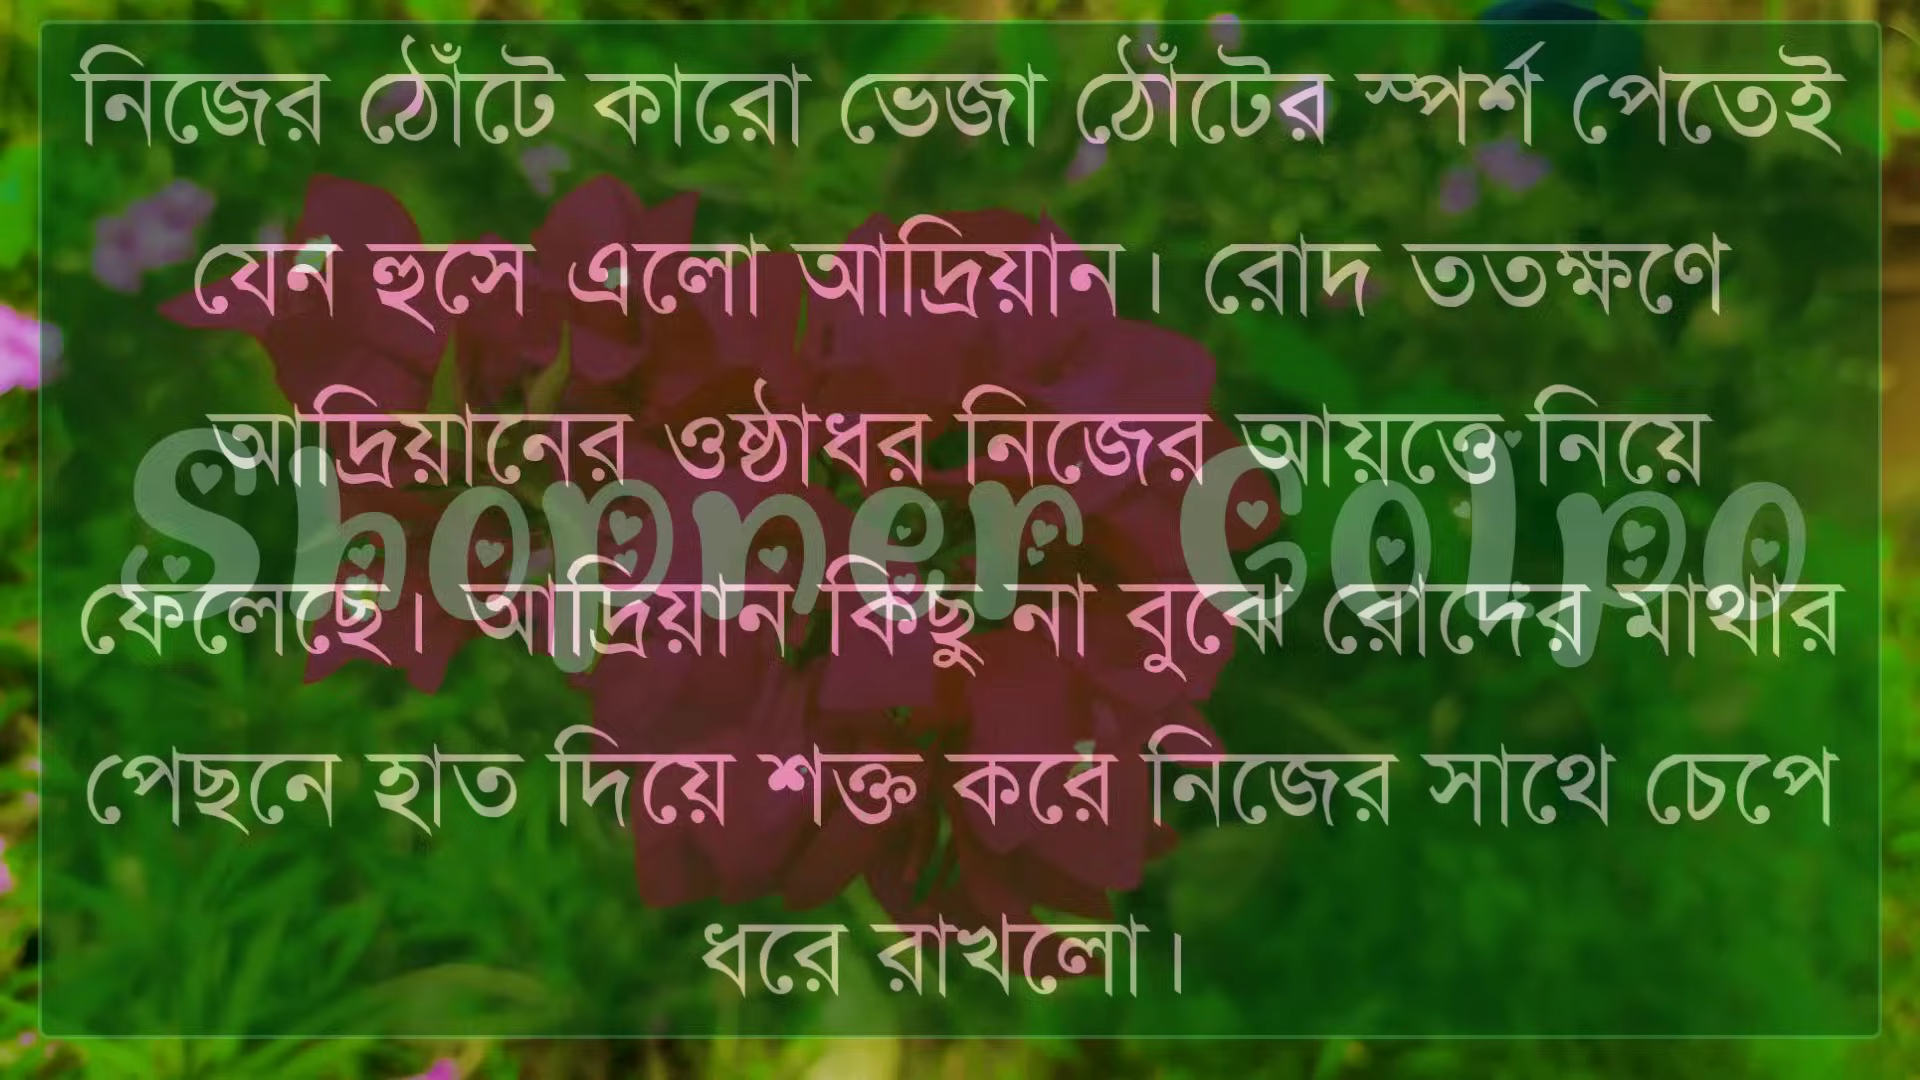 নিজের ঠোঁটে কারো ভেজা ঠোঁটের স্পর্শ পেতেই
যেন হুসে এলো আদ্রিয়ান। রোদ ততক্ষণে
আদ্রিয়ানের ওষ্ঠাধর নিজের আয়ত্তে নিয়ে
Shopner Golpo
ফেলেছে। আদ্রিয়ান কিছু না বুঝে রোদের মাথার
পেছনে হাত দিয়ে শক্ত করে নিজের সাথে চেপে
ধরে রাখলো।